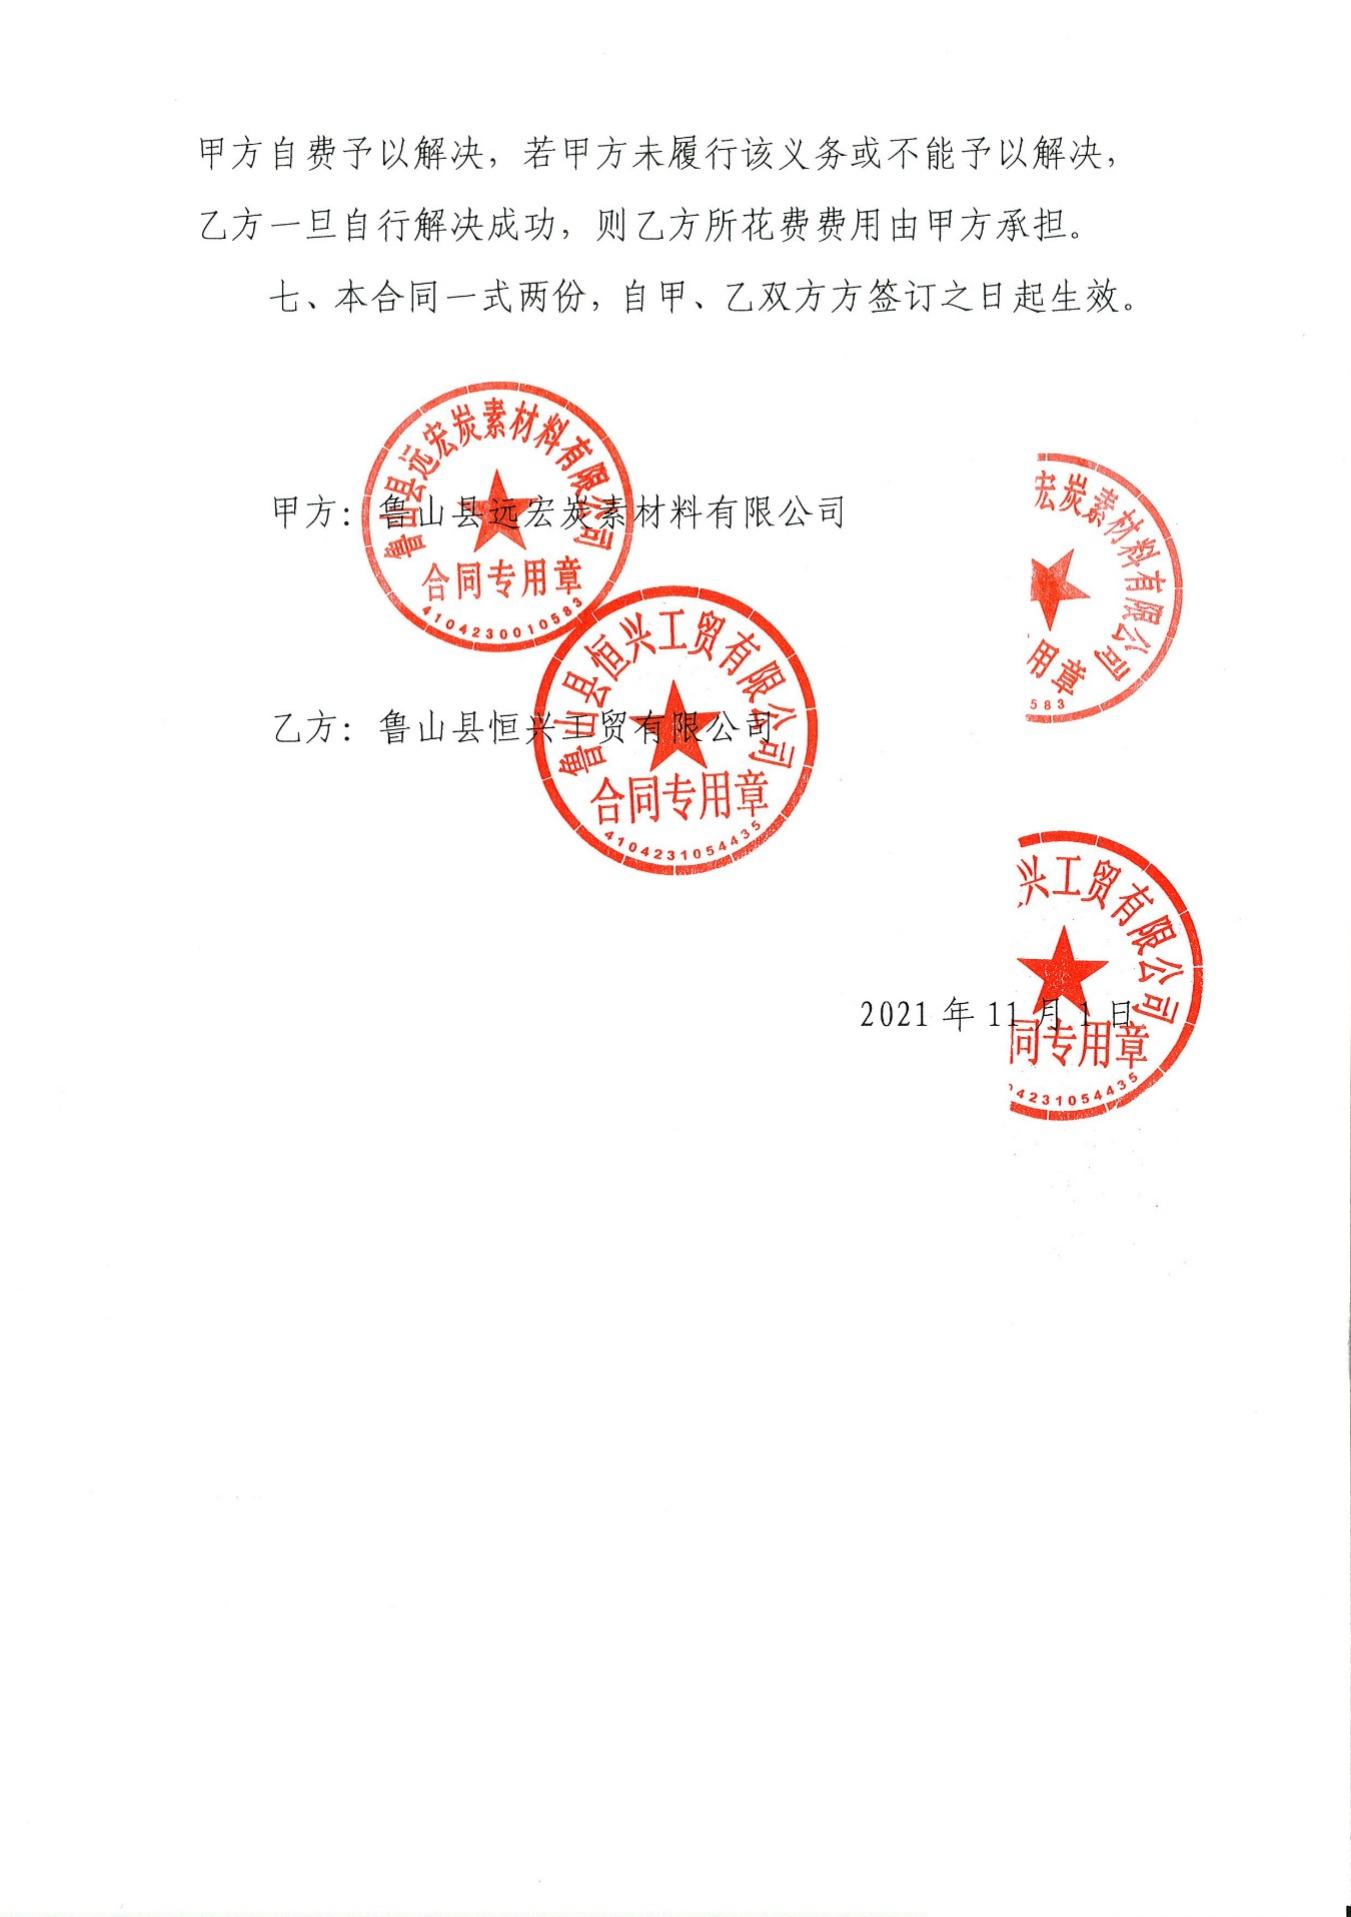 甲方自费予以解决，若甲方未履行该义务或不能予以解决，
乙方一旦自行解决成功，则乙方所花费费用由甲方承担。
七、本合同一式两份，自甲、乙双方方签订之日起生效。
鲁山县远宏炭素材料有限公司
甲方：鲁山县远宏炭素材料有限公司
合同专用章
4104230010583
宏炭素材料有限公司
用章
583
鲁山县恒兴工贸有限公司
乙方：鲁山县恒兴工贸有限公司
合同专用章
4104231054435
兴工贸有限公司
2021 年 11 月 1 日
同专用章
04231054435